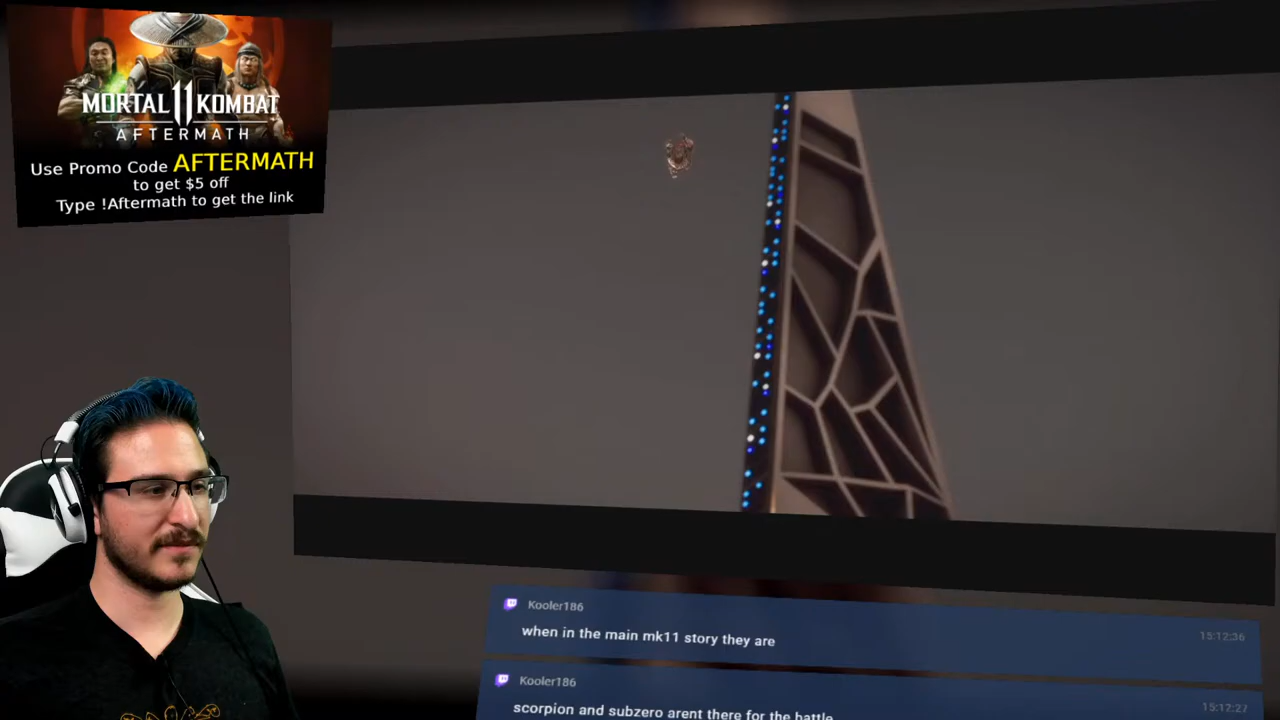 MORTAL 11 KOMBAT
AFTERMATH
Use Promo Code AFTERMATH
to get $5 off
Type !Aftermath to get the link
Kooler186
when in the main mk11 story they are
15:12:36
Kooler186
scorpion and subzero arent there for the battle
15:12:27